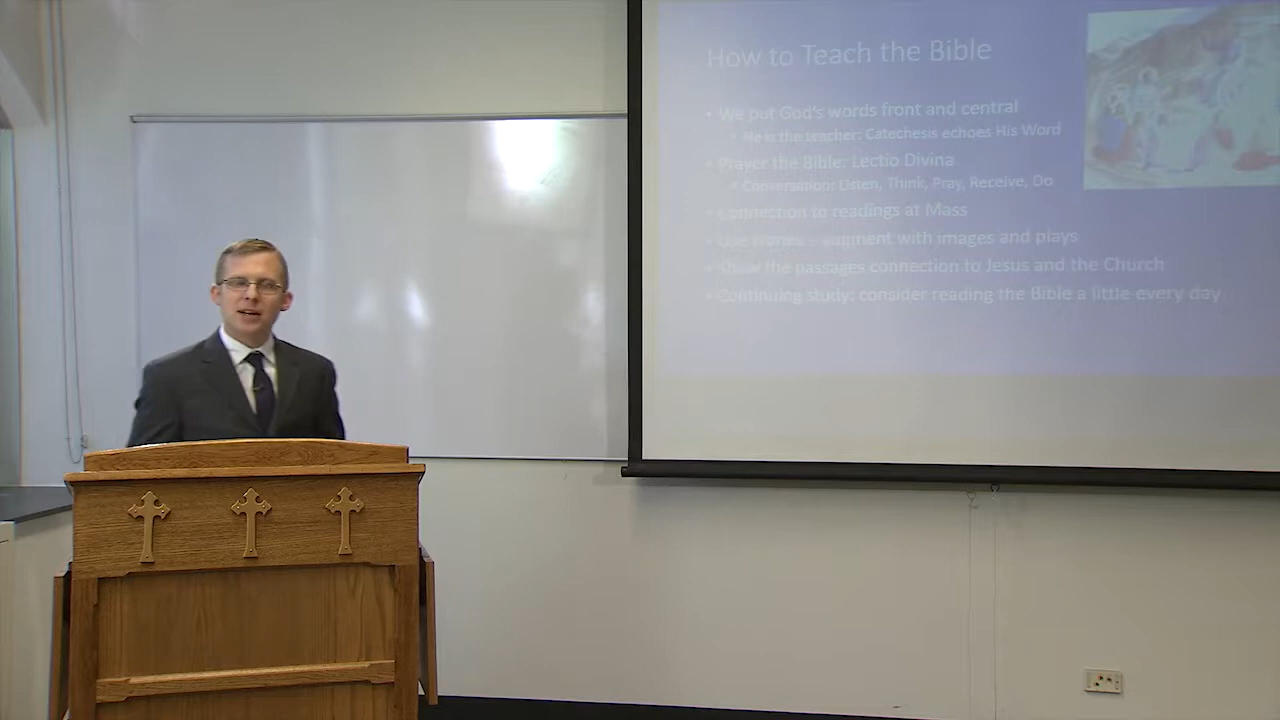 How to Teach the Bible
• We put God's words front and central
• He is the teacher: Catechesis echoes His Word
• Prayer the Bible: Lectio Divina
• Conversation: Listen, Think, Pray, Receive, Do
• Connection to readings at Mass
• Use stories – augment with images and plays
• Show the passages connection to Jesus and the Church
• Continuing study: consider reading the Bible a little every day